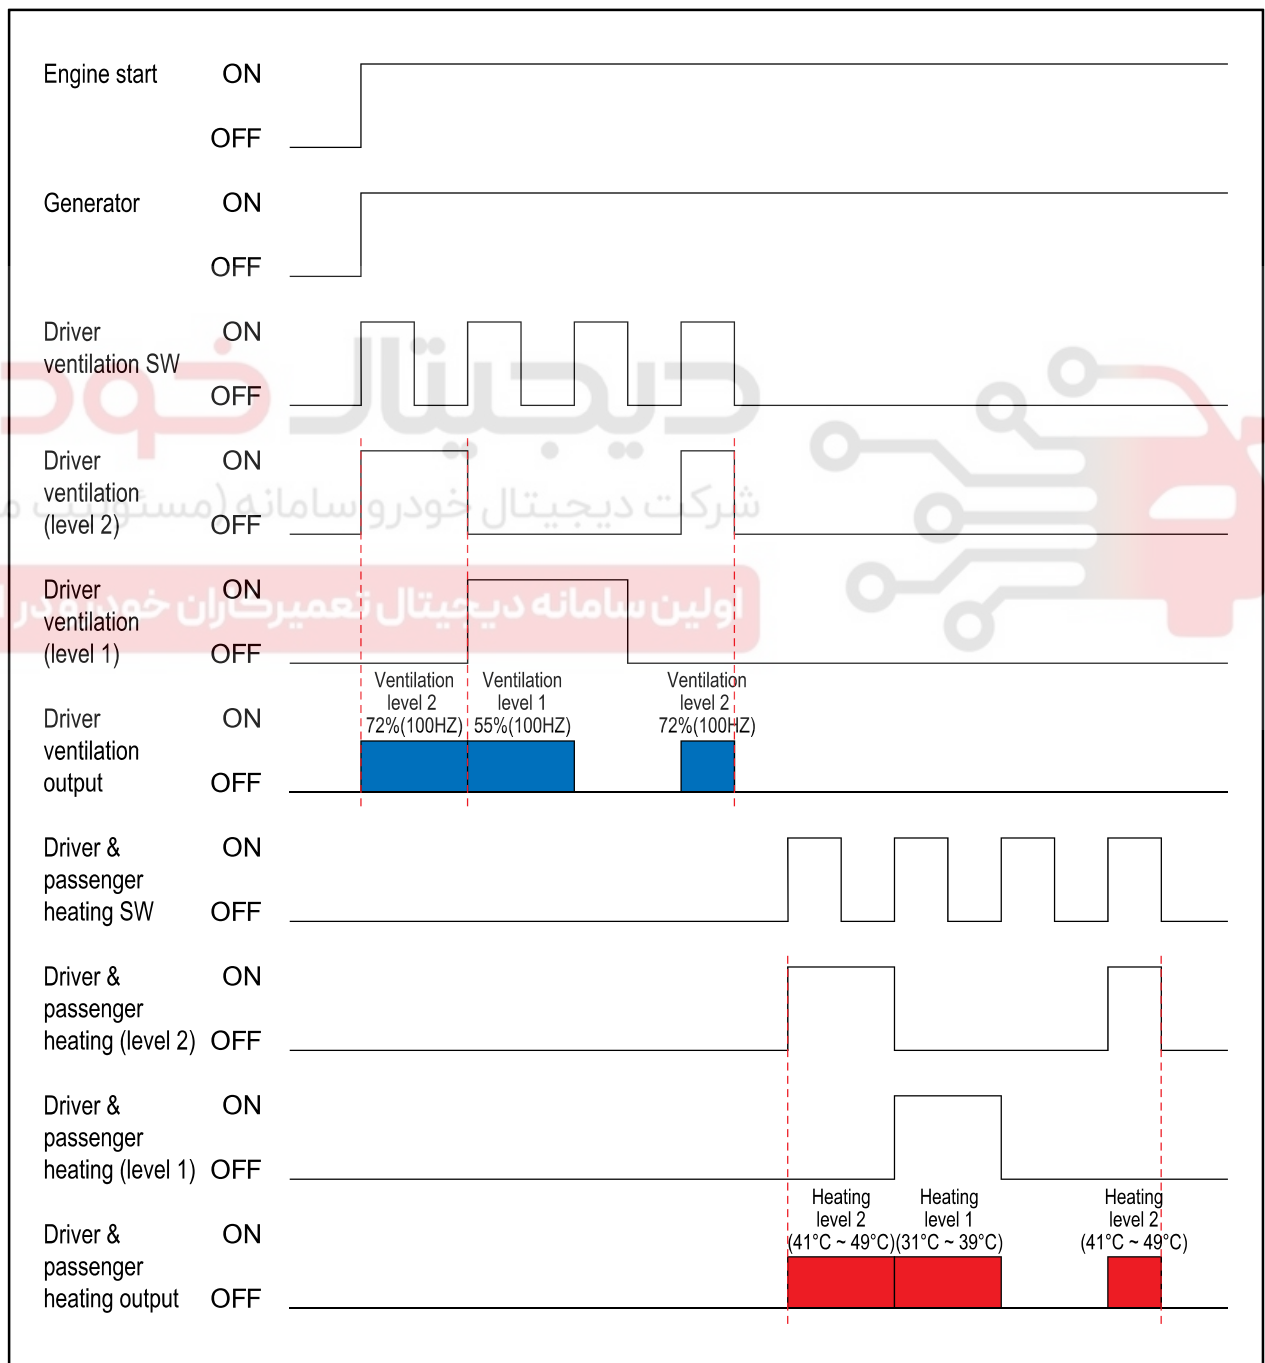 Engine start ON
OFF
Generator ON
OFF
Driver ON
ventilation SW
OFF
دیجیتال خودرو
Driver ON
ventilation
(level 2) OFF
شرکت دیجیتال خودرو سامانه (مسئولیت
Driver ON
ventilation
(level 1) OFF
اولین سامانه دیجیتال تعمیرکاران خودرو در
Ventilation level 2 72%(100HZ)
Ventilation level 1 55%(100HZ)
Ventilation level 2 72%(100HZ)
Driver ON
ventilation
output OFF
Driver & ON
passenger
heating SW OFF
Driver & ON
passenger
heating (level 2) OFF
Driver & ON
passenger
heating (level 1) OFF
Heating level 2 (41°C ~ 49°C)
Heating level 1 (31°C ~ 39°C)
Heating level 2 (41°C ~ 49°C)
Driver & ON
passenger
heating output OFF